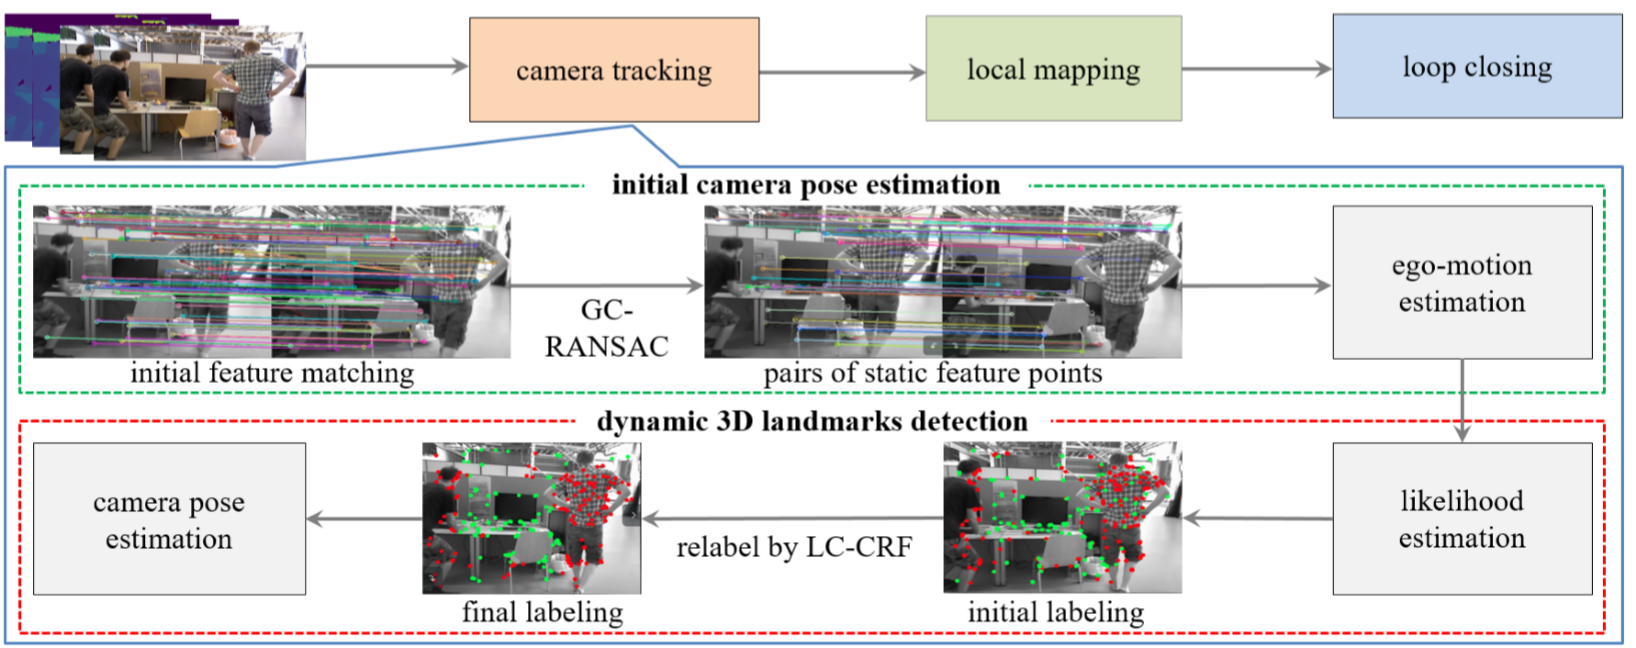 camera tracking
local mapping
loop closing
initial camera pose estimation
GC-
RANSAC
ego-motion
estimation
initial feature matching
pairs of static feature points
dynamic 3D landmarks detection
camera pose
estimation
relabel by LC-CRF
likelihood
estimation
final labeling
initial labeling